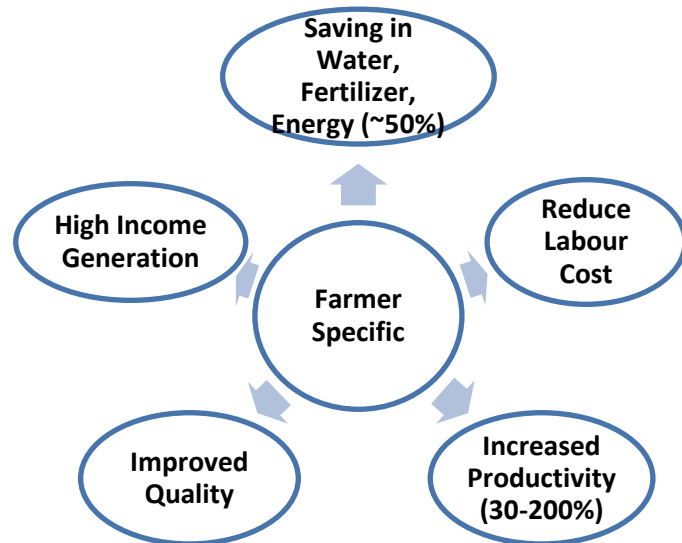 Saving in
Water,
Fertilizer,
Energy (~50%)
High Income
Generation
Reduce
Labour
Cost
Farmer
Specific
Improved
Quality
Increased
Productivity
(30-200%)